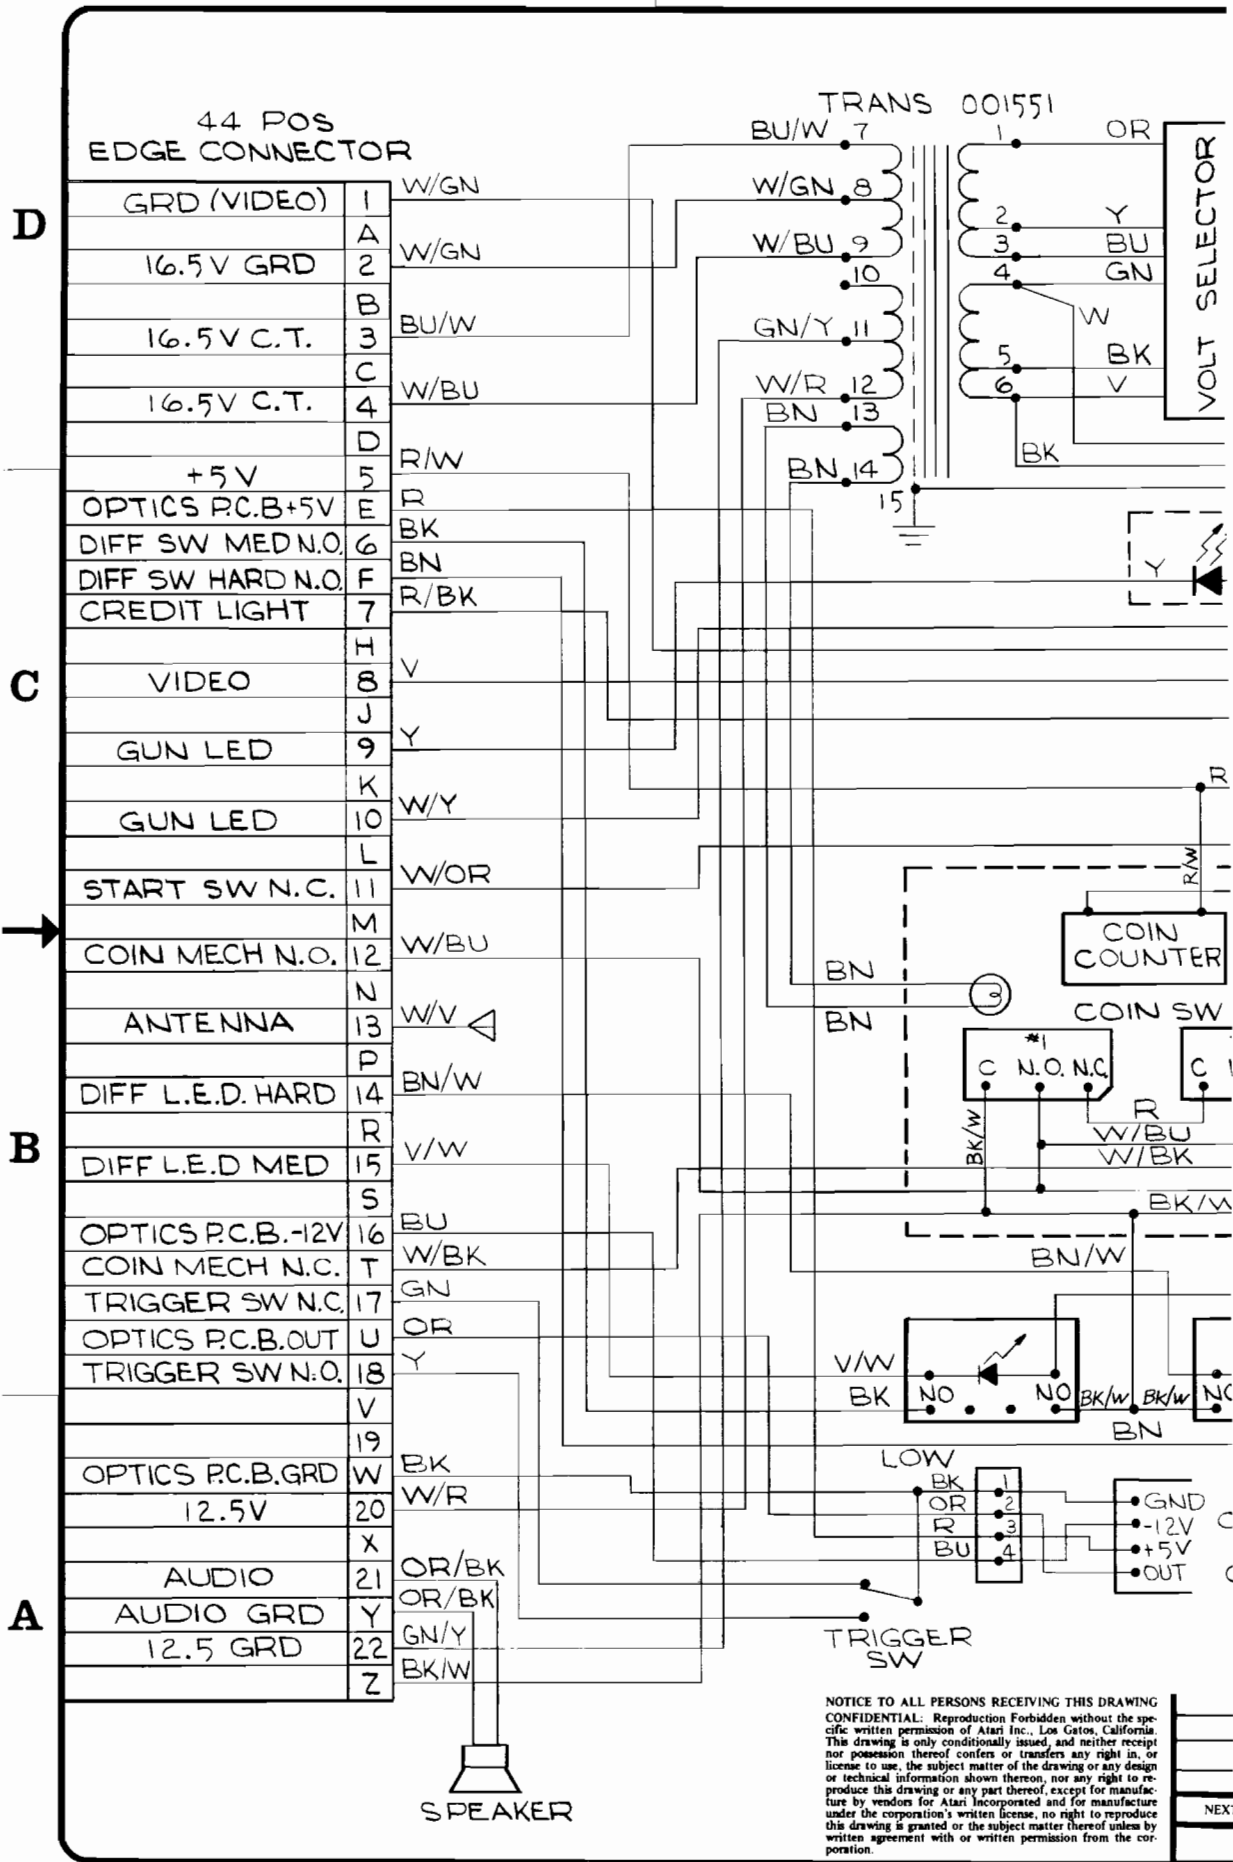 44 POS
EDGE CONNECTOR
GRD (VIDEO) 1 W/GN
A
16.5V GRD 2 W/GN
B
16.5V C.T. 3 BU/W
C
16.5V C.T. 4 W/BU
D
+5V 5 R/W
OPTICS P.C.B+5V E R
DIFF SW MED N.O. 6 BK
DIFF SW HARD N.O. F BN
CREDIT LIGHT 7 R/BK
H
VIDEO 8 V
J
GUN LED 9 Y
K
GUN LED 10 W/Y
L
START SW N.C. 11 W/OR
M
COIN MECH N.O. 12 W/BU
N
ANTENNA 13 W/V
P
DIFF L.E.D. HARD 14 BN/W
R
DIFF L.E.D MED 15 V/W
S
OPTICS P.C.B.-12V 16 BU
COIN MECH N.C. T W/BK
TRIGGER SW N.C. 17 GN
OPTICS P.C.B.OUT U OR
TRIGGER SW N.O. 18 Y
V
19
OPTICS P.C.B.GRD W BK
12.5V 20 W/R
X
AUDIO 21 OR/BK
AUDIO GRD Y OR/BK
12.5 GRD 22 GN/Y
Z BK/W
SPEAKER
D
C
B
A
TRANS 001551
BU/W 7
W/GN 8
W/BU 9
10
GN/Y 11
W/R 12
BN 13
BN 14
15
1 OR
2 Y
3 BU
4 GN
W
5 BK
6 V
BK
VOLT SELECTOR
Y
R
R/W
COIN
COUNTER
BN
BN
COIN SW
#1
C N.O. N.C.
C
BK/W
R
W/BU
W/BK
BK/W
BN/W
V/W
BK NO NO BK/W BK/W NO
BN
LOW
BK 1
OR 2
R 3
BU 4
GND
-12V
+5V
OUT
TRIGGER
SW
NOTICE TO ALL PERSONS RECEIVING THIS DRAWING
CONFIDENTIAL: Reproduction Forbidden without the spe-
cific written permission of Atari Inc., Los Gatos, California.
This drawing is only conditionally issued, and neither receipt
nor possession thereof confers or transfers any right in, or
license to use, the subject matter of the drawing or any design
or technical information shown thereon, nor any right to re-
produce this drawing or any part thereof, except for manufac-
ture by vendors for Atari Incorporated and for manufacture
under the corporation's written license, no right to reproduce
this drawing is granted or the subject matter thereof unless by
written agreement with or written permission from the cor-
poration.
NEXT